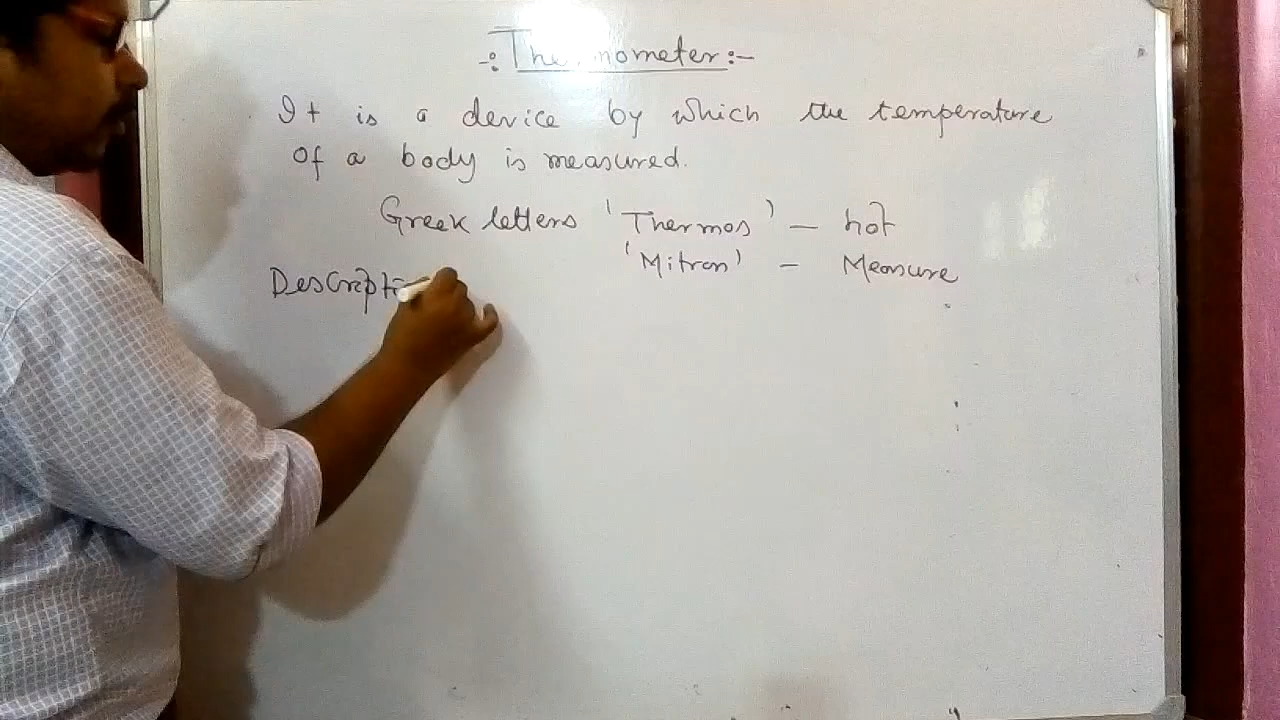 -:Thermometer:-
It is a device by which the temperature
of a body is measured.
Greek letters 'Thermos' — hot
'Mitron' - Measure
Descripti